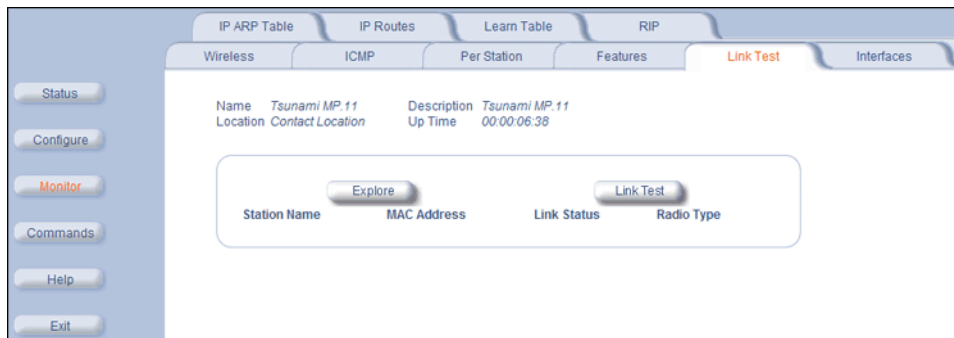 IP ARP Table IP Routes Learn Table RIP
Wireless ICMP Per Station Features Link Test Interfaces
Status
Configure
Monitor
Commands
Help
Exit
Name Tsunami MP.11 Description Tsunami MP.11
Location Contact Location Up Time 00:00:06:38
Explore Link Test
Station Name MAC Address Link Status Radio Type